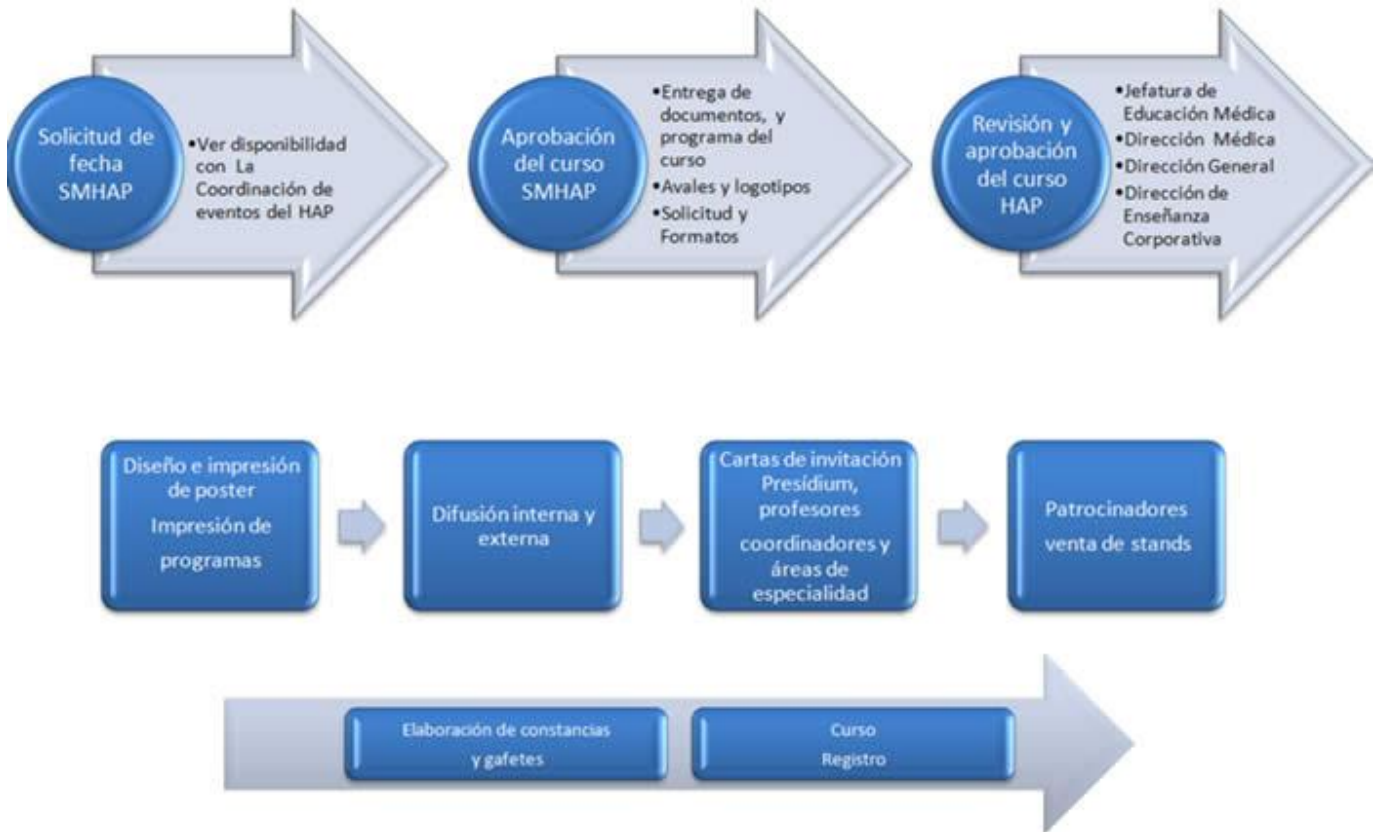 Solicitud de
fecha
SMHAP
•Ver disponibilidad
con La
Coordinación de
eventos del HAP
Aprobación
del curso
SMHAP
•Entrega de
documentos, y
programa del
curso
•Avales y logotipos
•Solicitud y
Formatos
Revisión y
aprobación
del curso
HAP
•Jefatura de
Educación Médica
•Dirección Médica
•Dirección General
•Dirección de
Enseñanza
Corporativa
Diseño e impresión
de poster
Impresión de
programas
Difusión interna y
externa
Cartas de invitación
Presídium,
profesores
coordinadores y
áreas de
especialidad
Patrocinadores
venta de stands
Elaboración de constancias
y gafetes
Curso
Registro